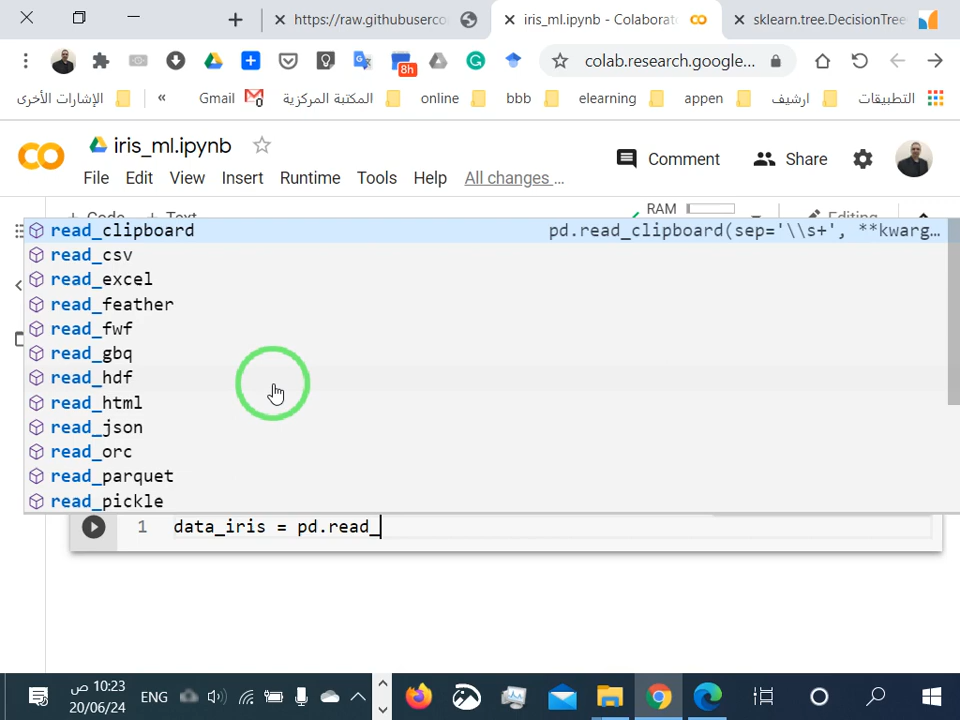 https://raw.githubuserco
iris_ml.ipynb - Colaborat
sklearn.tree.DecisionTree
8h
colab.research.google...
الإشارات الأخرى
«
Gmail
المكتبة المركزية
online
bbb
elearning
appen
ارشيف
التطبيقات
iris_ml.ipynb
Comment
Share
File Edit View Insert Runtime Tools Help All changes ...
+ Code + Text
RAM
Editing
read_clipboard pd.read_clipboard(sep='\\s+', **kwarg…
read_csv
read_excel
read_feather
read_fwf
read_gbq
read_hdf
read_html
read_json
read_orc
read_parquet
read_pickle
1 data_iris = pd.read_
10:23 ص
ENG
20/06/24